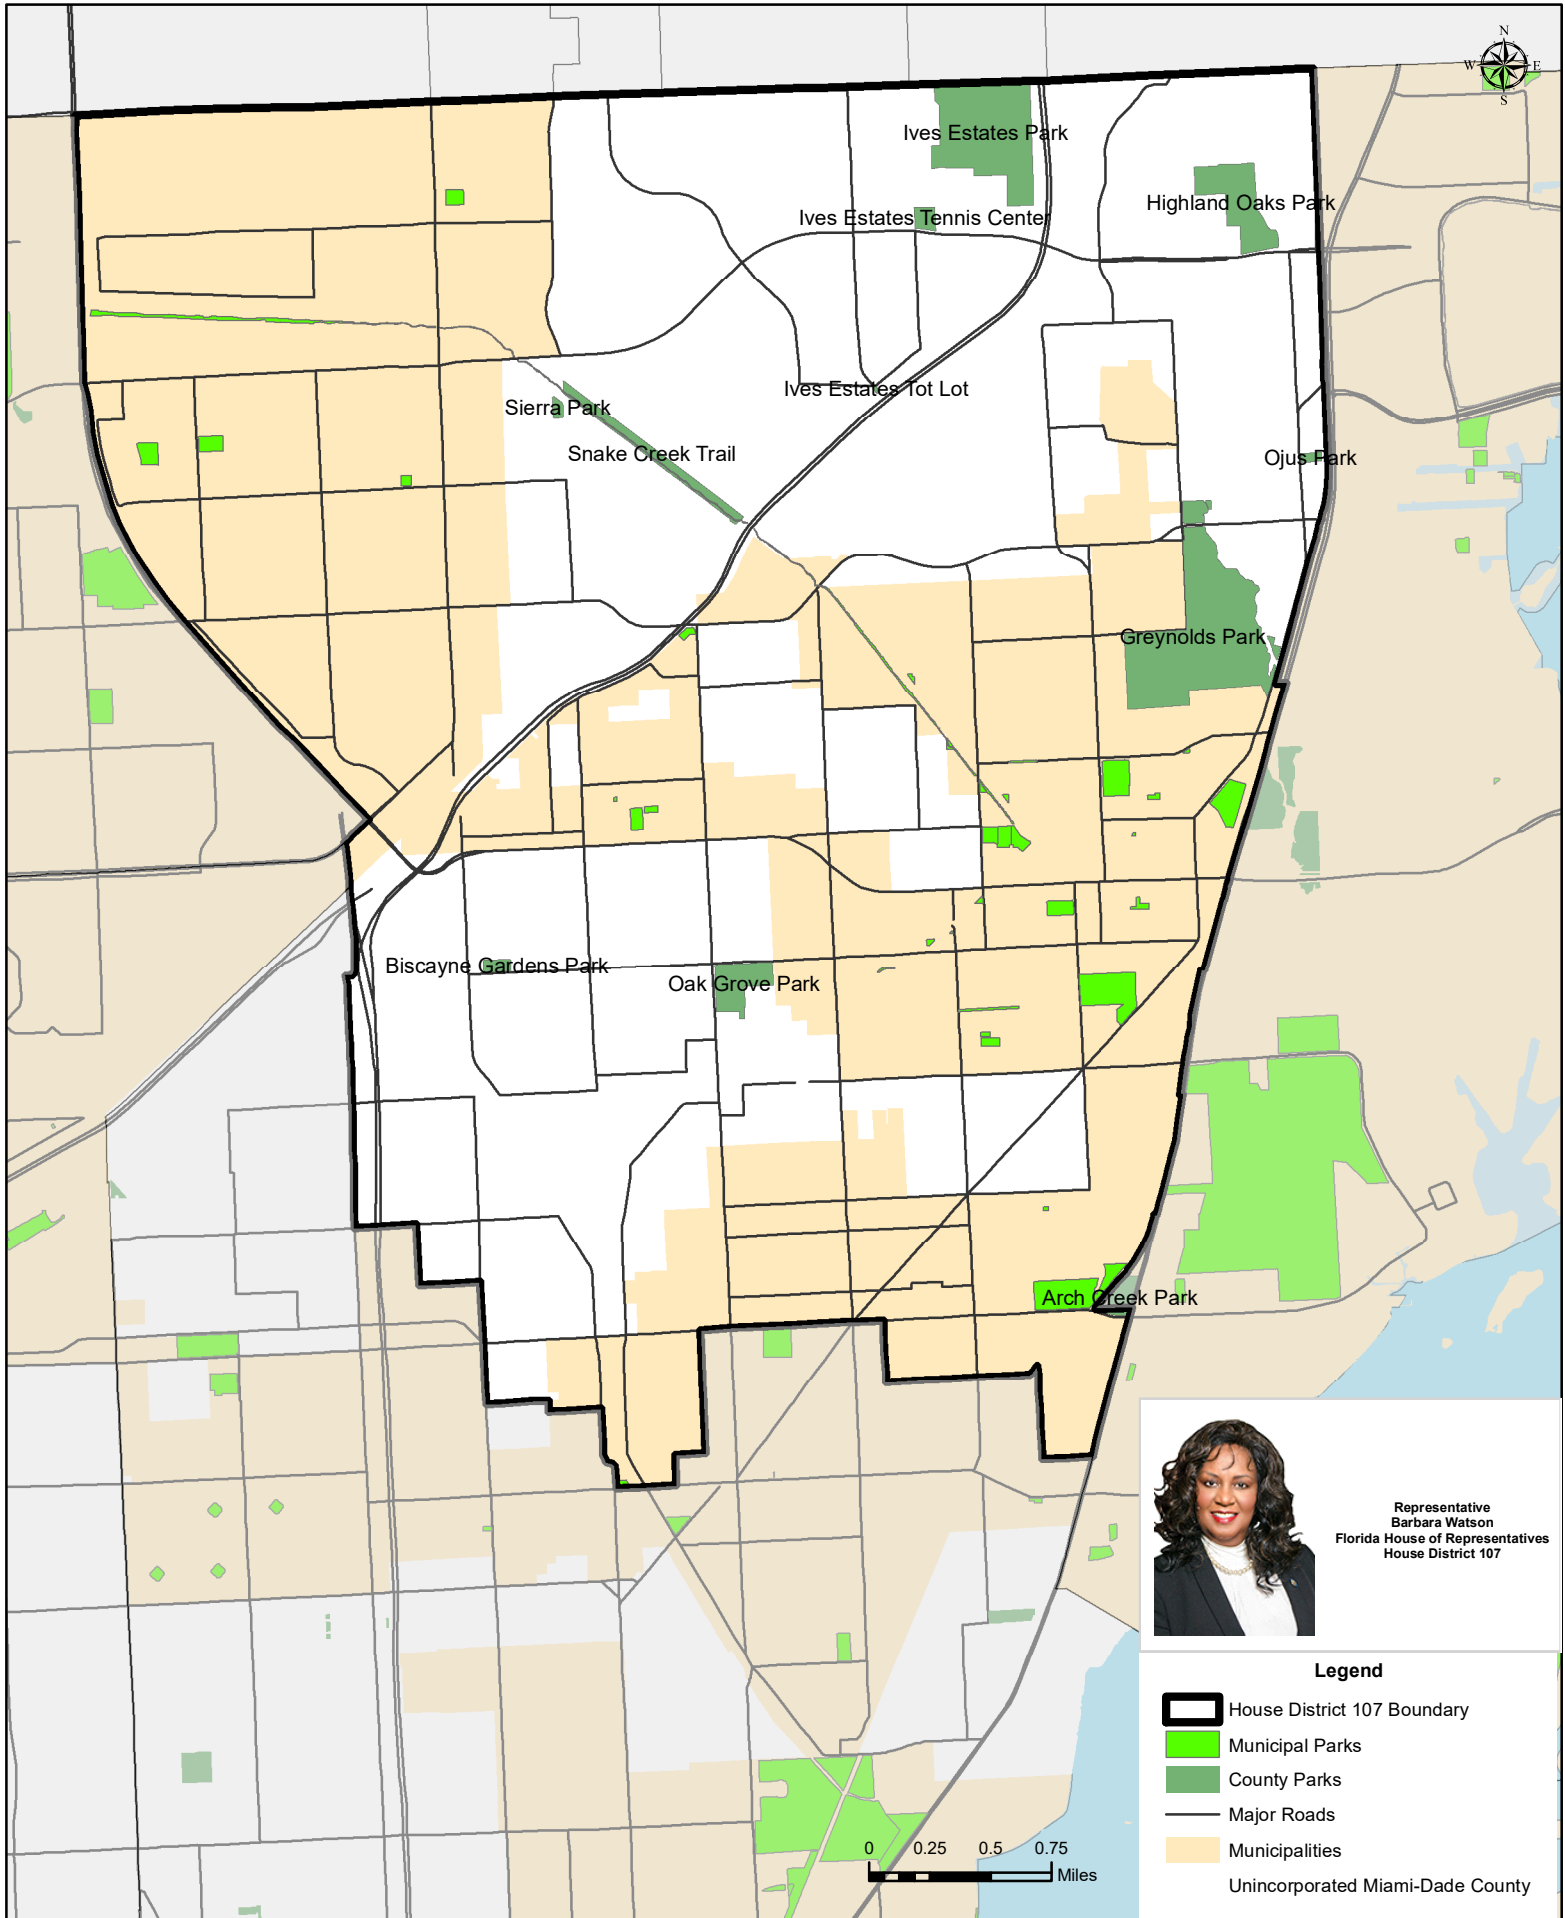 N
W E
S
Ives Estates Park
Highland Oaks Park
Ives Estates Tennis Center
Ives Estates Tot Lot
Sierra Park
Snake Creek Trail
Ojus Park
Greynolds Park
Biscayne Gardens Park
Oak Grove Park
Arch Creek Park
Representative
Barbara Watson
Florida House of Representatives
House District 107
Legend
House District 107 Boundary
Municipal Parks
County Parks
Major Roads
Municipalities
Unincorporated Miami-Dade County
0 0.25 0.5 0.75
Miles